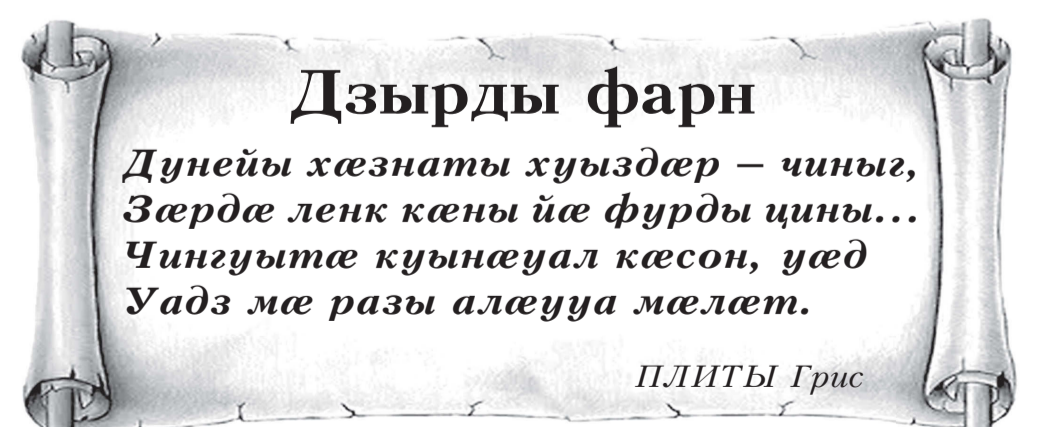 Дзырды фарн
Дунейы хæзнаты хуыздæр – чиныг,
Зæрдæ ленк кæны йæ фурды цины...
Чингуытæ куынæуал кæсон, уæд
Уадз мæ разы алæууа мæлæт.
ПЛИТЫ Грис